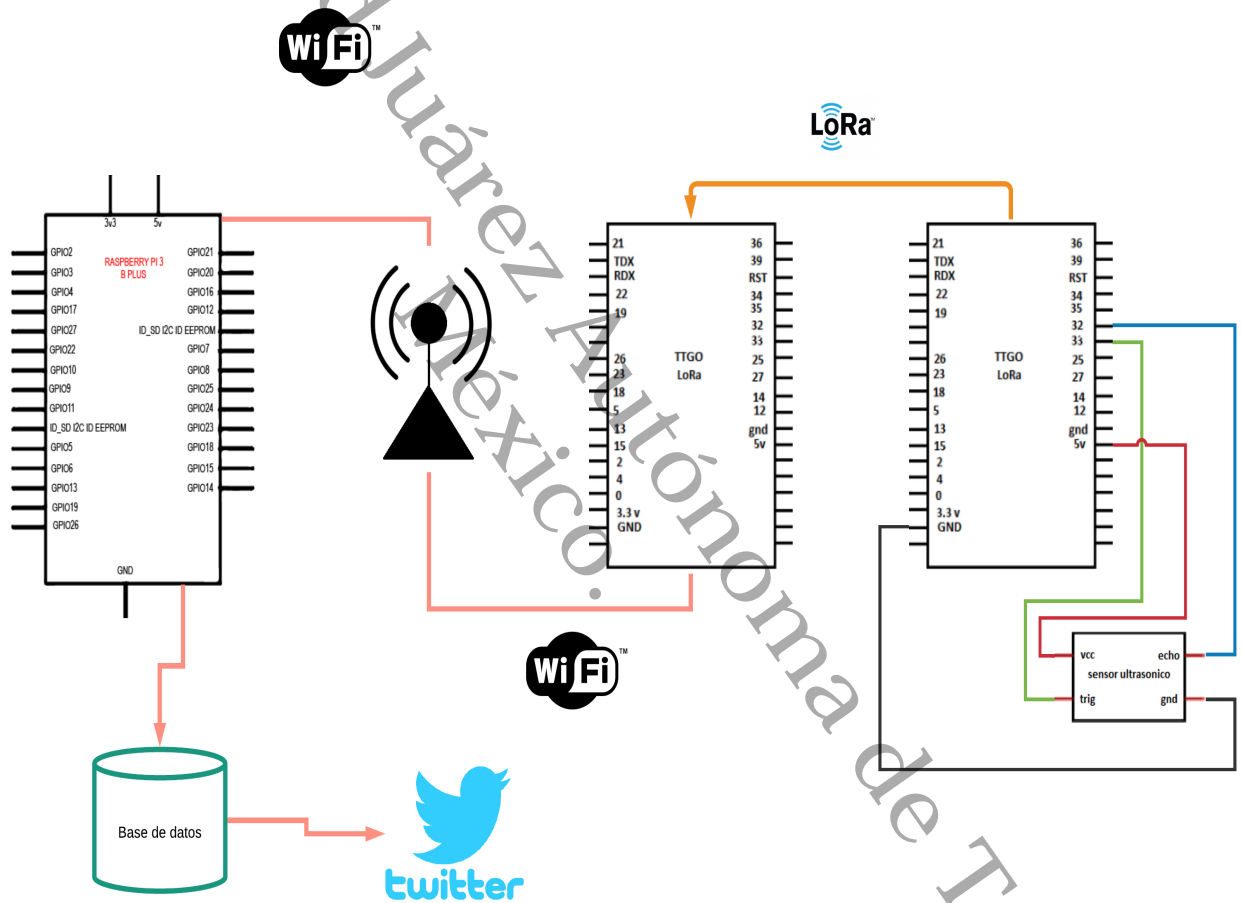 WiFi™
LoRa™
3v3
5v
RASPBERRY PI 3
B PLUS
GPIO2
GPIO3
GPIO4
GPIO17
GPIO27
GPIO22
GPIO10
GPIO9
GPIO11
ID_SD I2C ID EEPROM
GPIO5
GPIO6
GPIO13
GPIO19
GPIO26
GPIO21
GPIO20
GPIO16
GPIO12
ID_SD I2C ID EEPROM
GPIO7
GPIO8
GPIO25
GPIO24
GPIO23
GPIO18
GPIO15
GPIO14
GND
21
TDX
RDX
22
19
26
23
18
5
13
15
2
4
0
3.3 v
GND
TTGO
LoRa
36
39
RST
34
35
32
33
25
27
14
12
gnd
5v
21
TDX
RDX
22
19
26
23
18
5
13
15
2
4
0
3.3 v
GND
TTGO
LoRa
36
39
RST
34
35
32
33
25
27
14
12
gnd
5v
WiFi™
vcc
echo
sensor ultrasonico
trig
gnd
Base de datos
twitter
Juárez Autónoma de T
México.